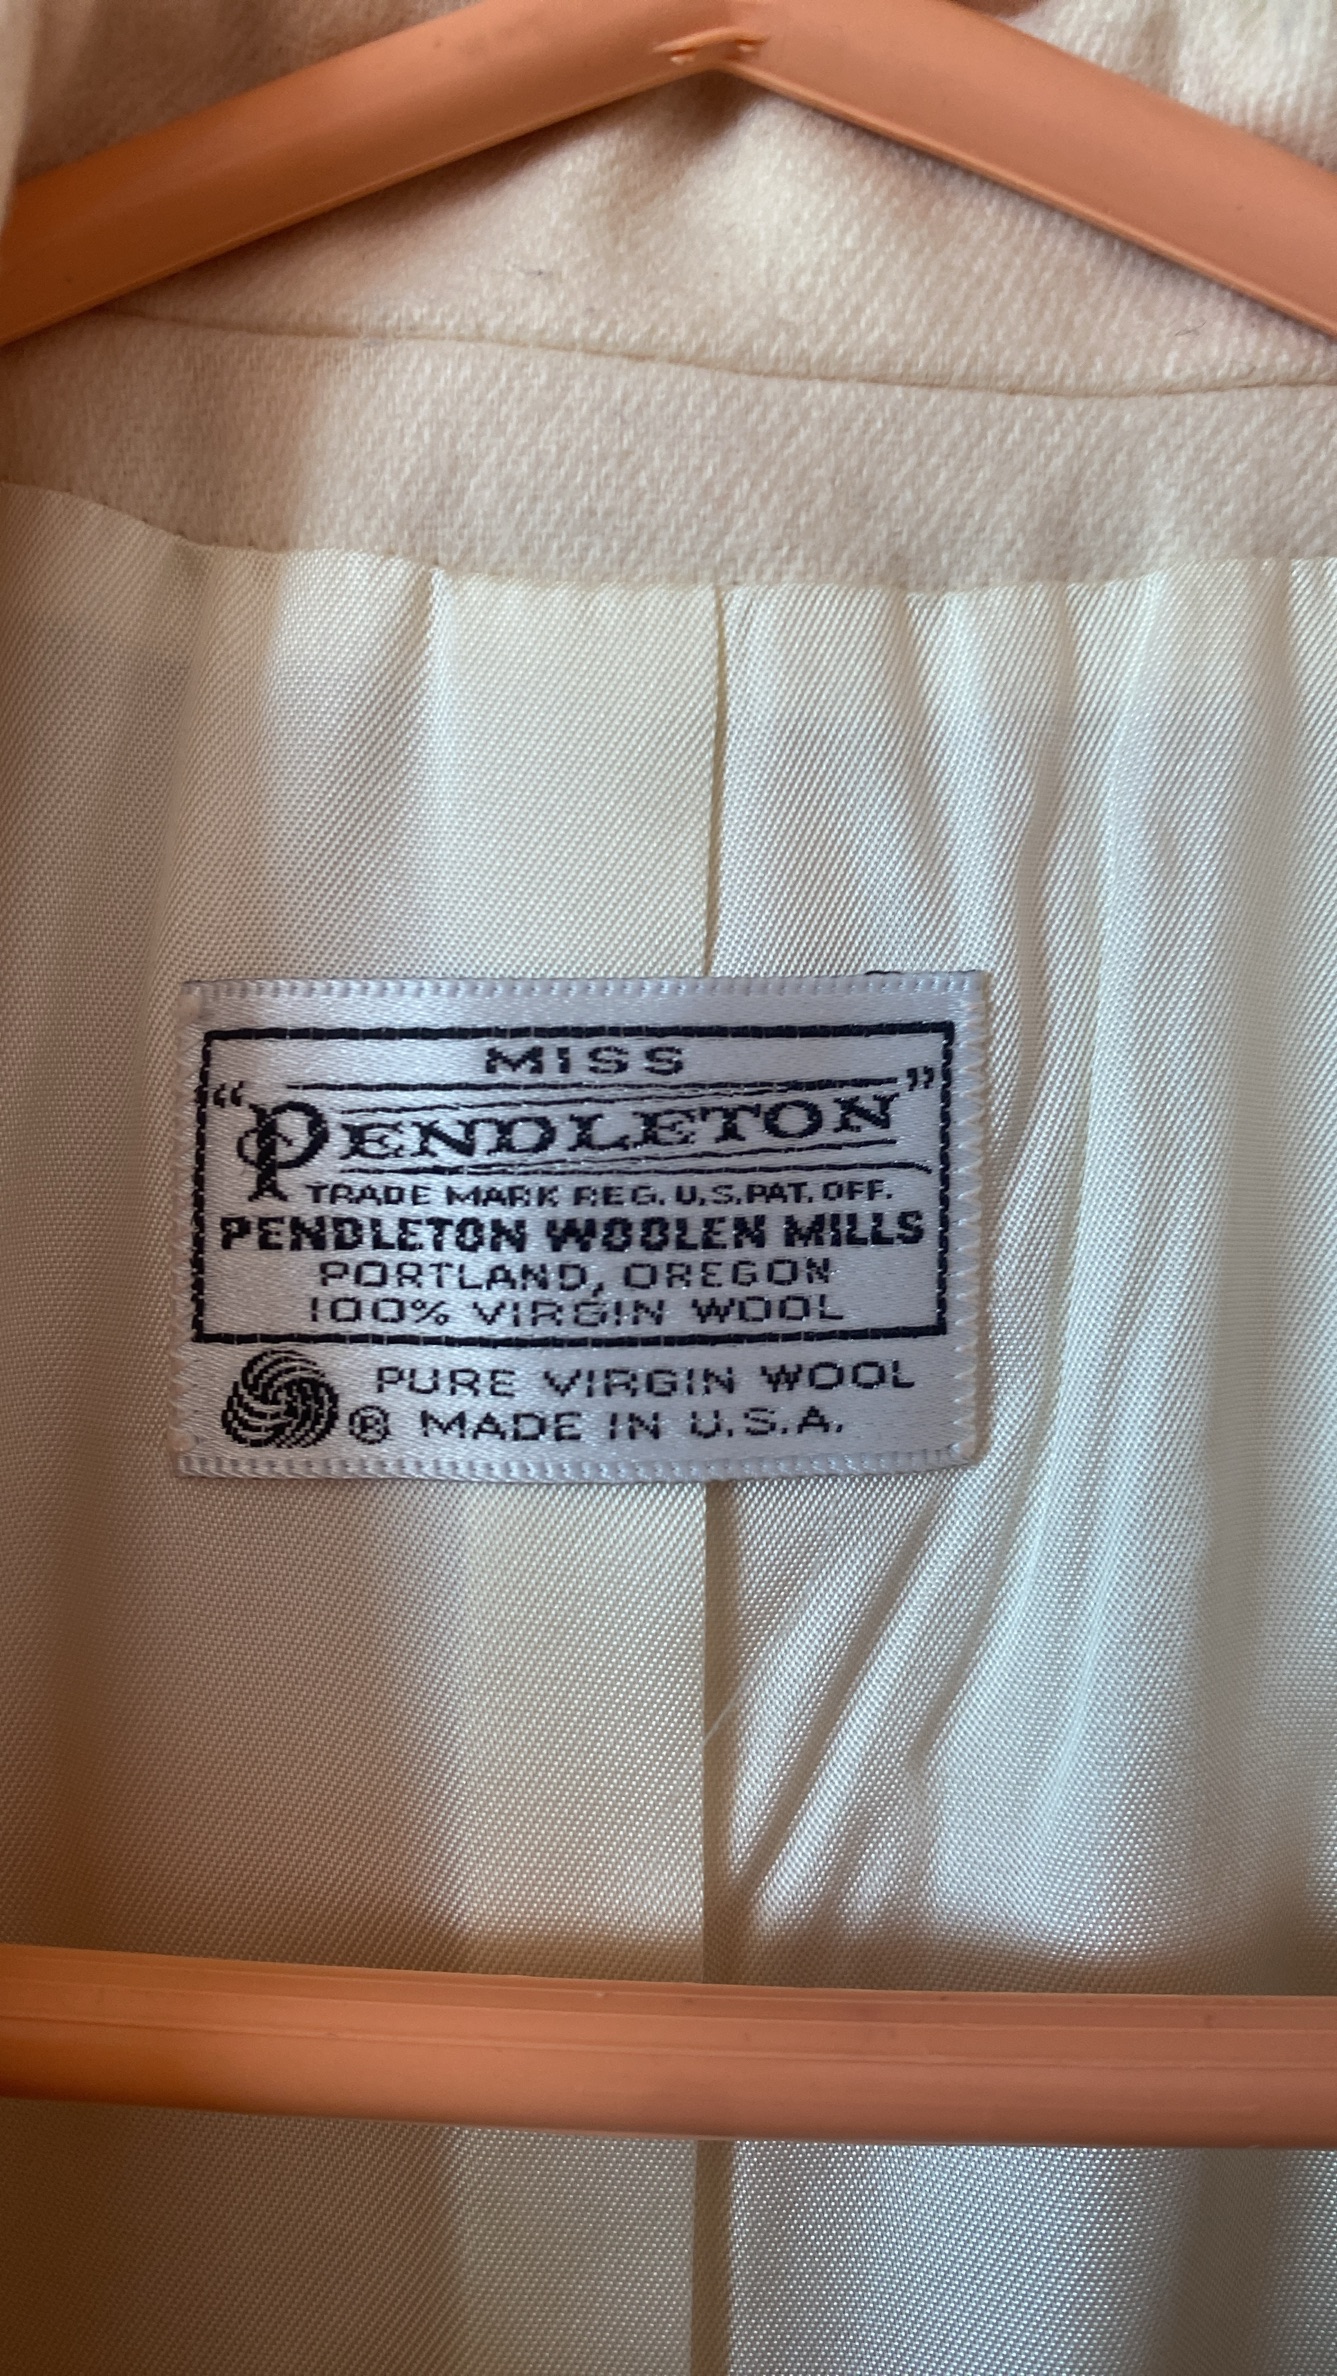 MISS
"PENDLETON"
TRADE MARK REG. U.S. PAT. OFF.
PENDLETON WOOLEN MILLS
PORTLAND, OREGON
100% VIRGIN WOOL
PURE VIRGIN WOOL
® MADE IN U.S.A.